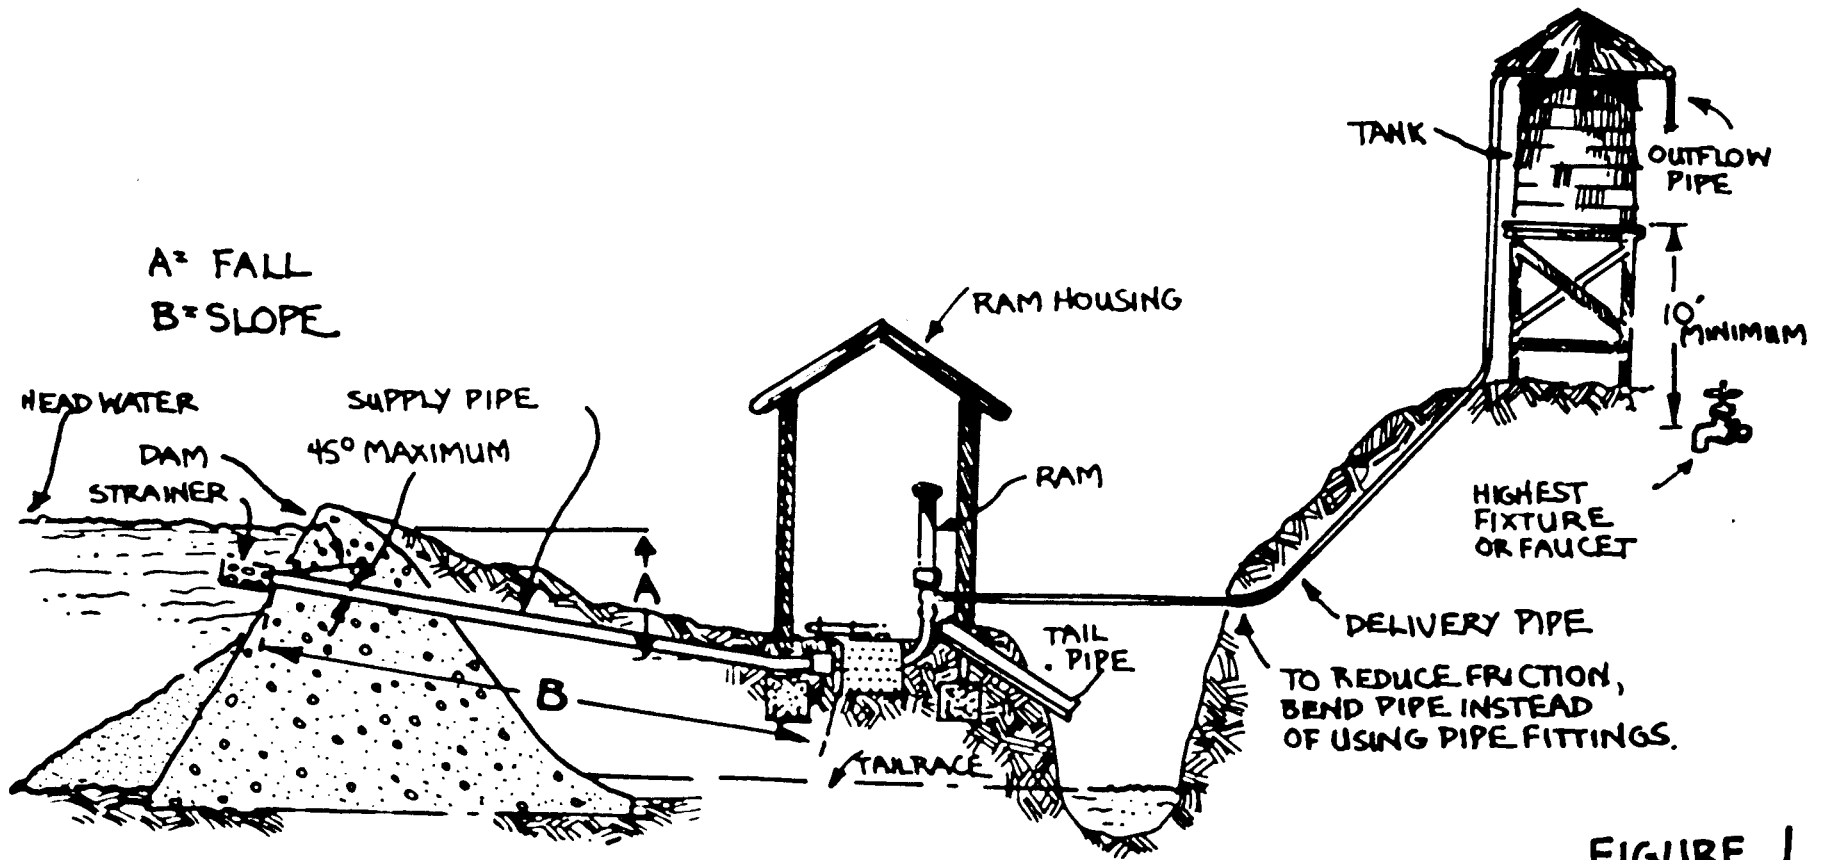 TANK
OUTFLOW
PIPE
A= FALL
B= SLOPE
RAM HOUSING
10' MINIMUM
HEAD WATER
SUPPLY PIPE
DAM
45° MAXIMUM
STRAINER
RAM
HIGHEST
FIXTURE
OR FAUCET
A
DELIVERY PIPE
TAIL
PIPE
TO REDUCE FRICTION,
BEND PIPE INSTEAD
OF USING PIPE FITTINGS.
B
TAILRACE
FIGURE 1